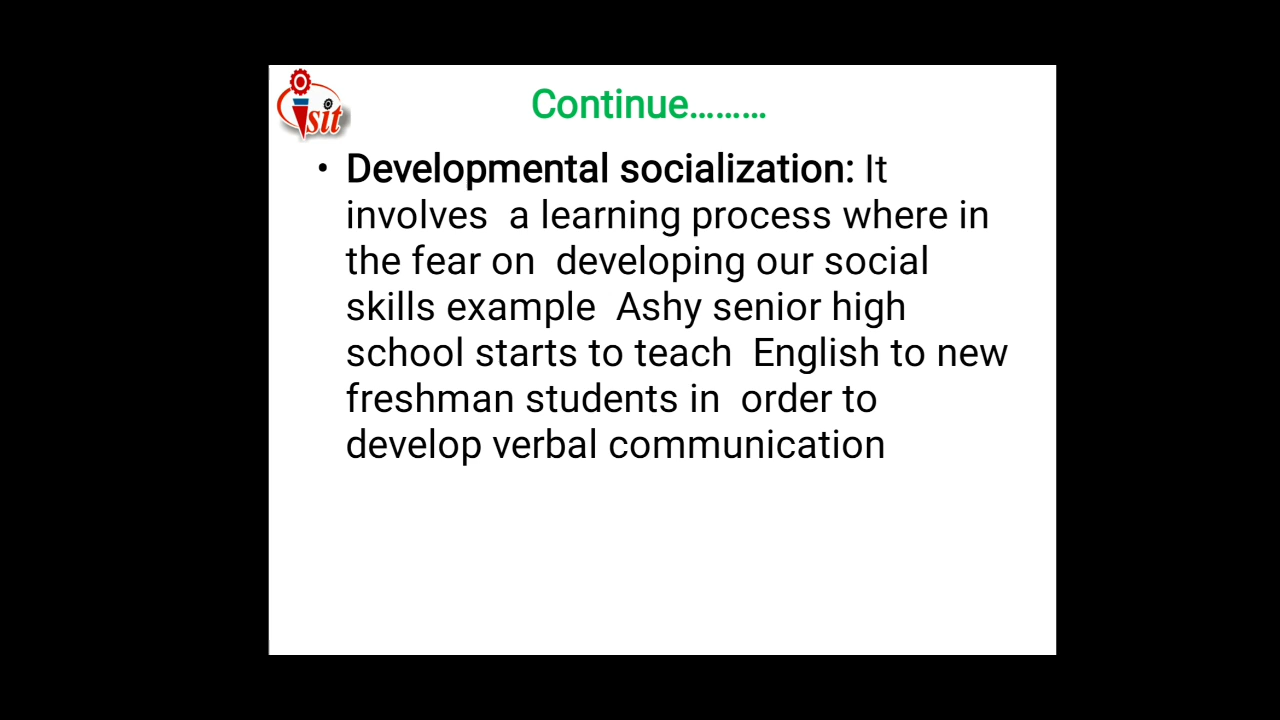 isit
Continue.........
• Developmental socialization: It
involves  a learning process where in
the fear on  developing our social
skills example  Ashy senior high
school starts to teach  English to new
freshman students in  order to
develop verbal communication